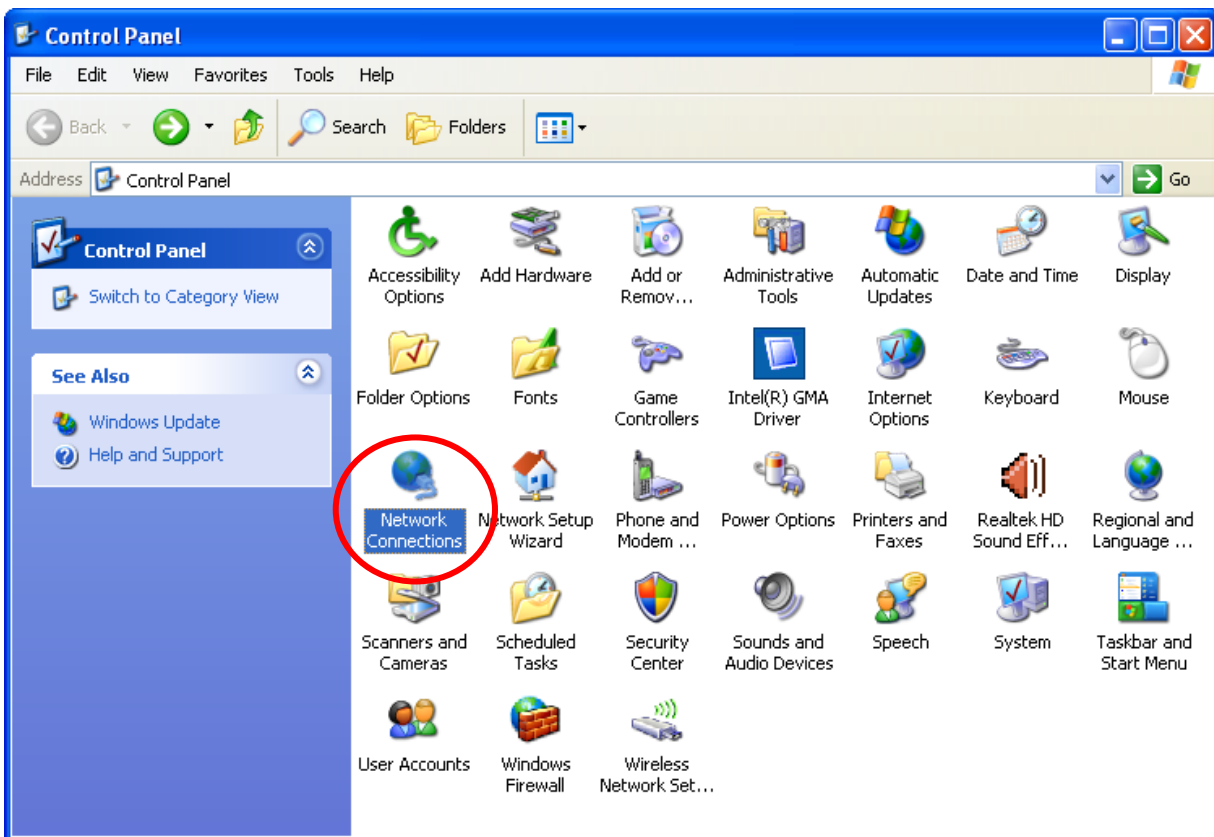 Control Panel
File Edit View Favorites Tools Help
Back Search Folders
Address Control Panel Go
Control Panel
Switch to Category View
See Also
Windows Update
Help and Support
Accessibility Options
Add Hardware
Add or Remov...
Administrative Tools
Automatic Updates
Date and Time
Display
Folder Options
Fonts
Game Controllers
Intel(R) GMA Driver
Internet Options
Keyboard
Mouse
Network Connections
Network Setup Wizard
Phone and Modem ...
Power Options
Printers and Faxes
Realtek HD Sound Eff...
Regional and Language ...
Scanners and Cameras
Scheduled Tasks
Security Center
Sounds and Audio Devices
Speech
System
Taskbar and Start Menu
User Accounts
Windows Firewall
Wireless Network Set...